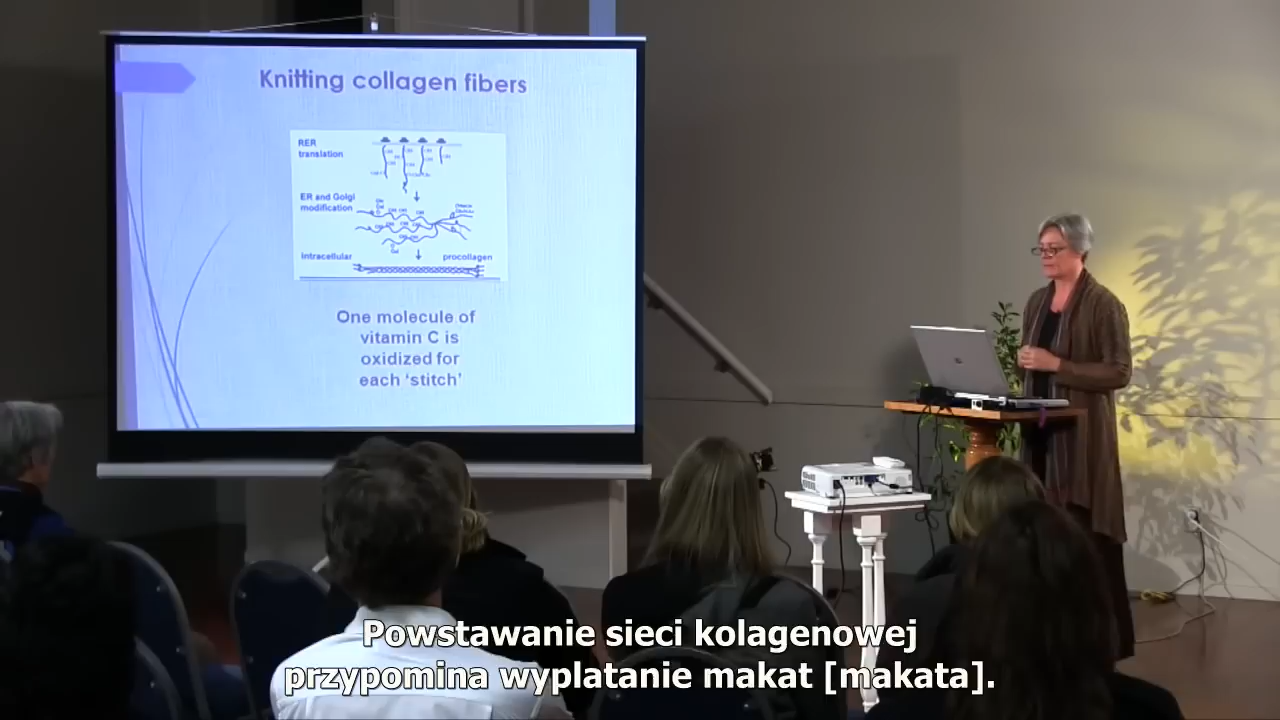 Knitting collagen fibers
RER
translation
ER and Golgi
modification
Intracellular procollagen
One molecule of
vitamin C is
oxidized for
each ‘stitch’
Powstawanie sieci kolagenowej
przypomina wyplatanie makat [makata].